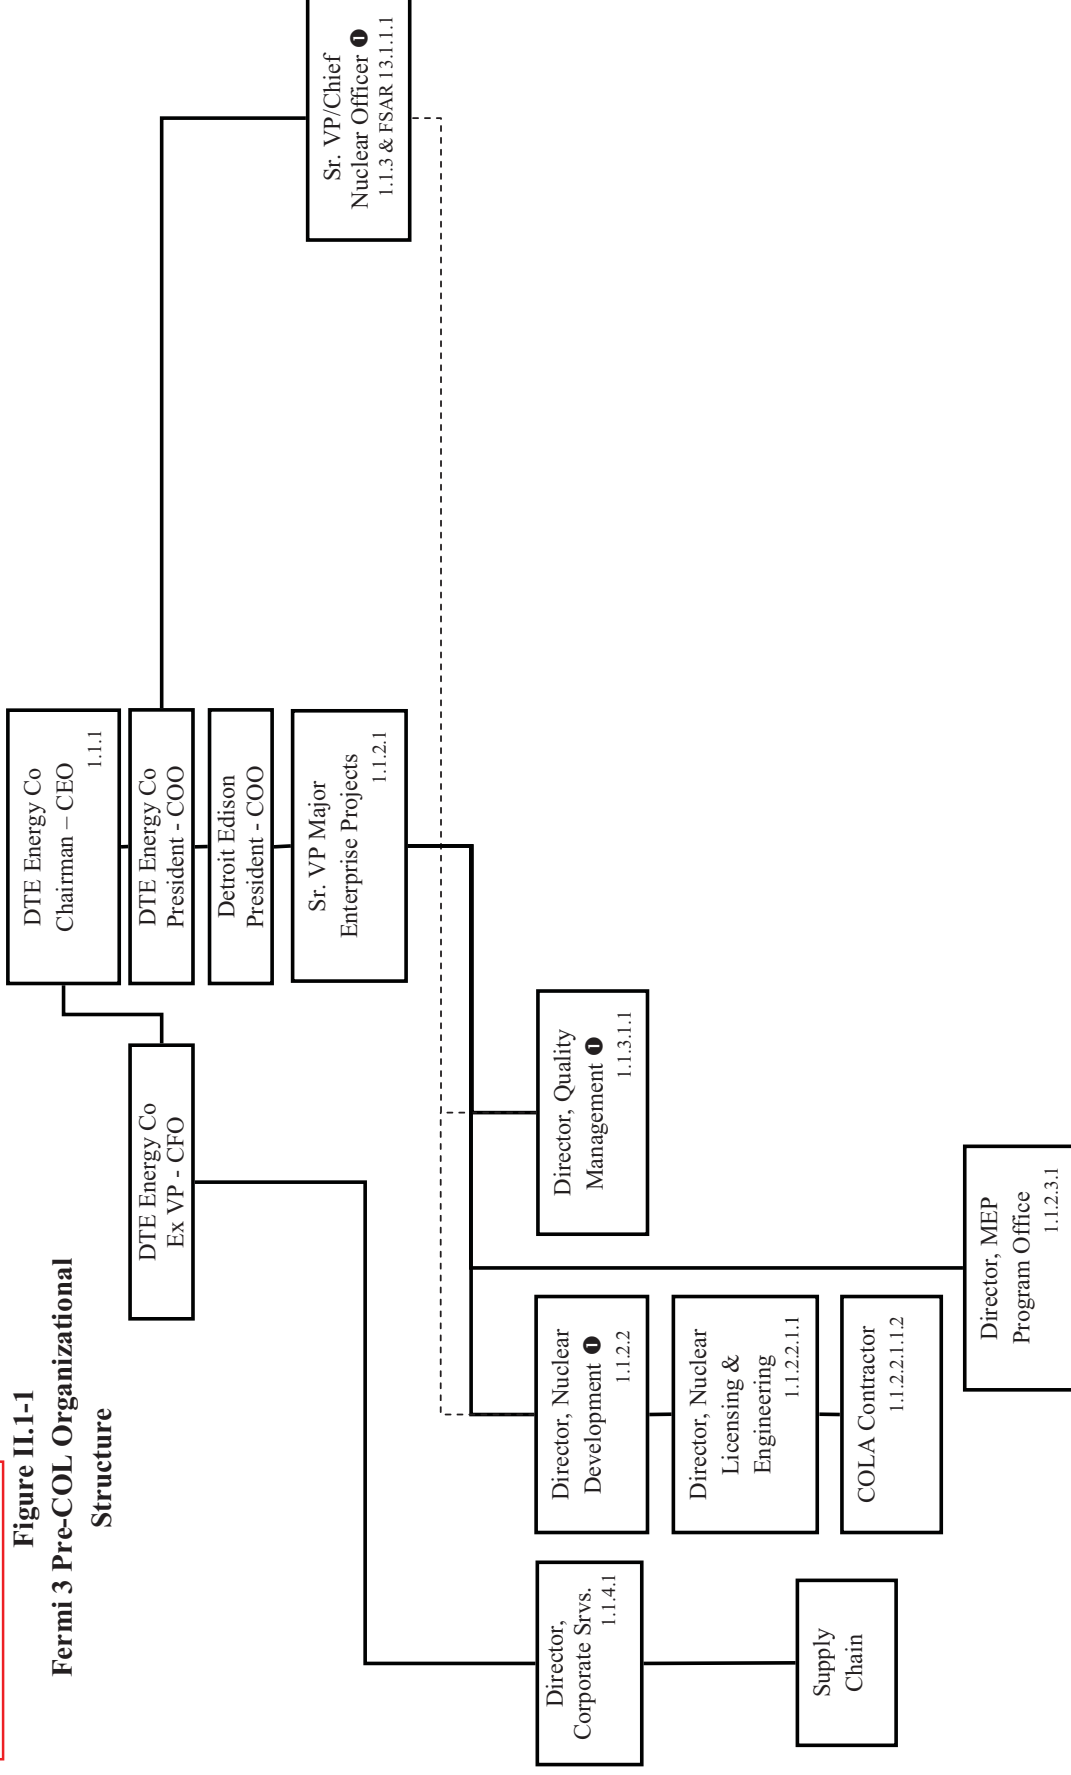 Figure II.1-1
Fermi 3 Pre-COL Organizational
Structure
DTE Energy Co
Chairman – CEO
1.1.1
DTE Energy Co
Ex VP - CFO
DTE Energy Co
President - COO
Detroit Edison
President - COO
Sr. VP Major
Enterprise Projects
1.1.2.1
Sr. VP/Chief
Nuclear Officer ❶
1.1.3 & FSAR 13.1.1.1
Director,
Corporate Srvs.
1.1.4.1
Director, Nuclear
Development ❶
1.1.2.2
Director, Quality
Management ❶
1.1.3.1.1
Director, Nuclear
Licensing &
Engineering
1.1.2.2.1.1
Supply
Chain
COLA Contractor
1.1.2.2.1.1.2
Director, MEP
Program Office
1.1.2.3.1